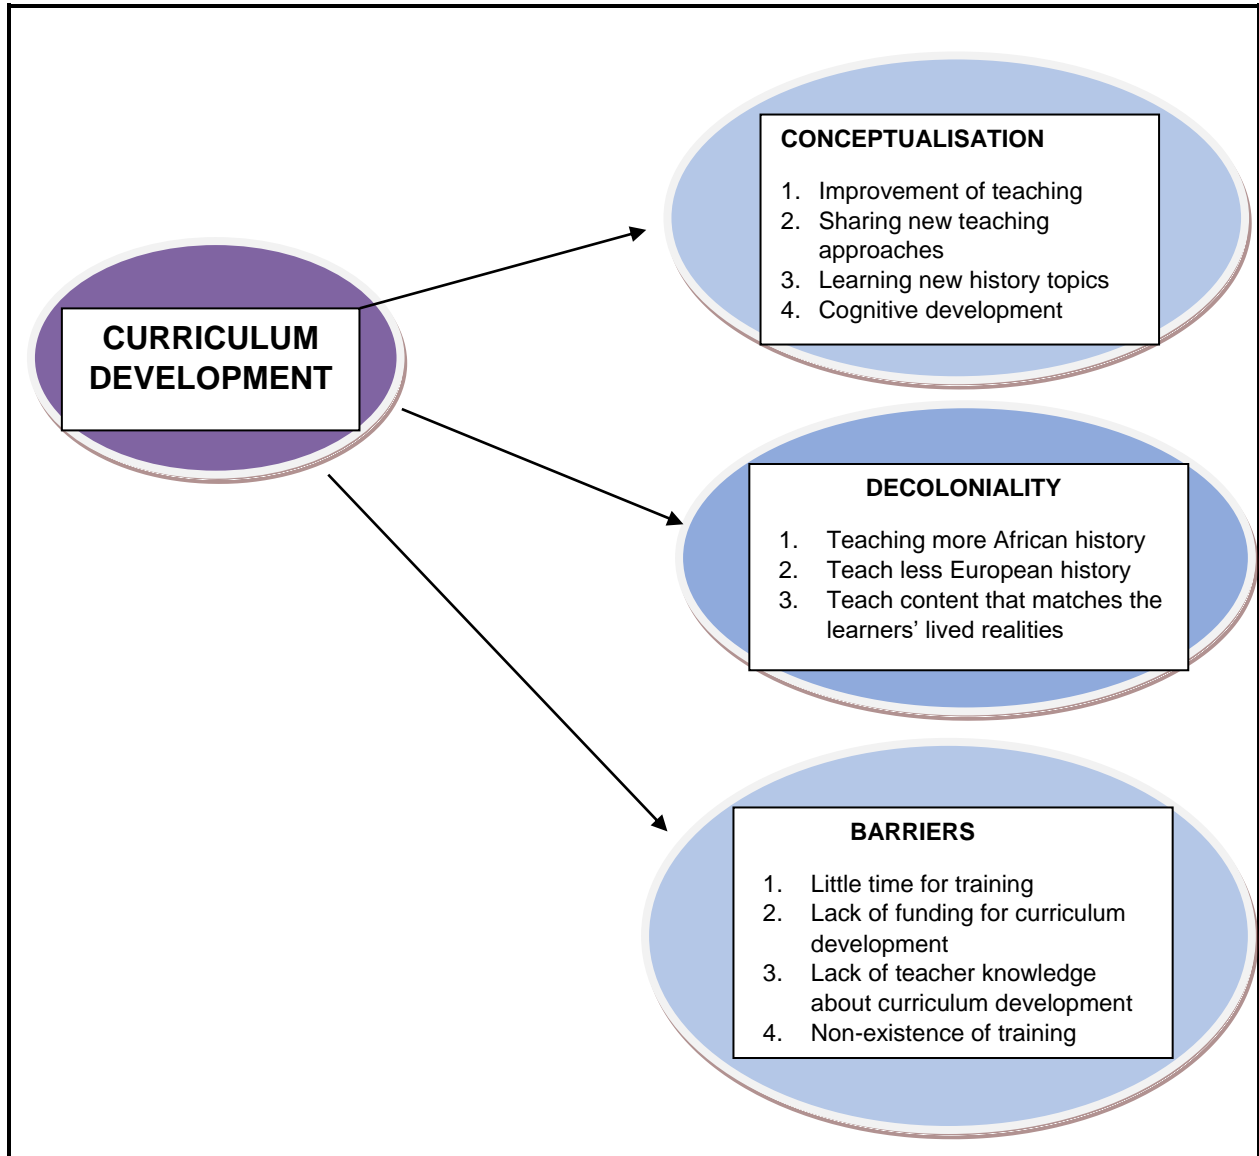 CURRICULUM
DEVELOPMENT
CONCEPTUALISATION
1. Improvement of teaching
2. Sharing new teaching
approaches
3. Learning new history topics
4. Cognitive development
DECOLONIALITY
1. Teaching more African history
2. Teach less European history
3. Teach content that matches the
learners’ lived realities
BARRIERS
1. Little time for training
2. Lack of funding for curriculum
development
3. Lack of teacher knowledge
about curriculum development
4. Non-existence of training